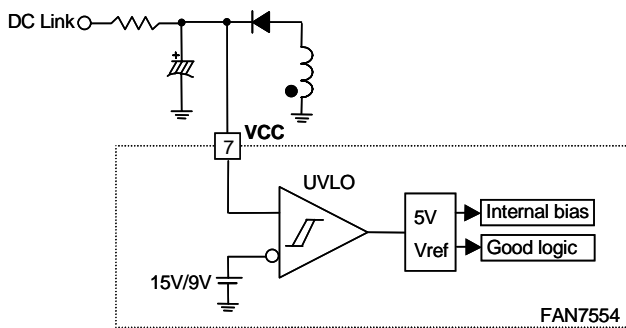 DC Link
+
VCC
7
UVLO
5V
Vref
Internal bias
Good logic
15V/9V
FAN7554